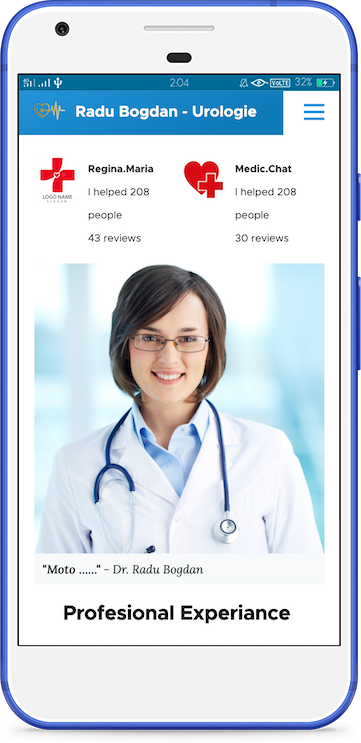 2:04
VoLTE
32%
Radu Bogdan - Urologie
Regina.Maria
I helped 208
people
43 reviews
LOGO NAME
SLOGAN
Medic.Chat
I helped 208
people
30 reviews
"Moto ......" - Dr. Radu Bogdan
Profesional Experiance